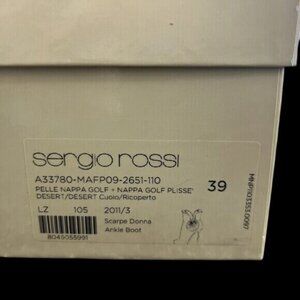 sergio rossi
A33780-MAFP09-2651-110
PELLE NAPPA GOLF + NAPPA GOLF PLISSE'
DESERT/DESERT Cuoio/Ricoperto
39
LZ 105 2011/3
Scarpe Donna
Ankle Boot
8045055991